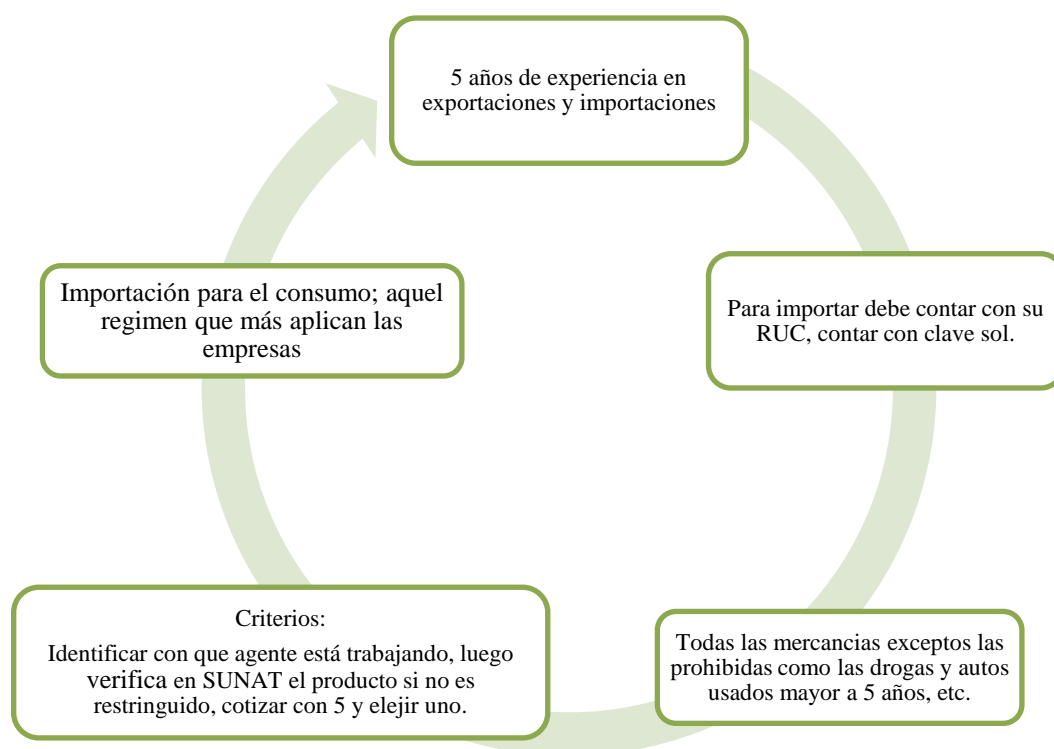 5 años de experiencia en
exportaciones y importaciones
Para importar debe contar con su
RUC, contar con clave sol.
Todas las mercancias exceptos las
prohibidas como las drogas y autos
usados mayor a 5 años, etc.
Criterios:
Identificar con que agente está trabajando, luego
verifica en SUNAT el producto si no es
restringuido, cotizar con 5 y elejir uno.
Importación para el consumo; aquel
regimen que más aplican las
empresas